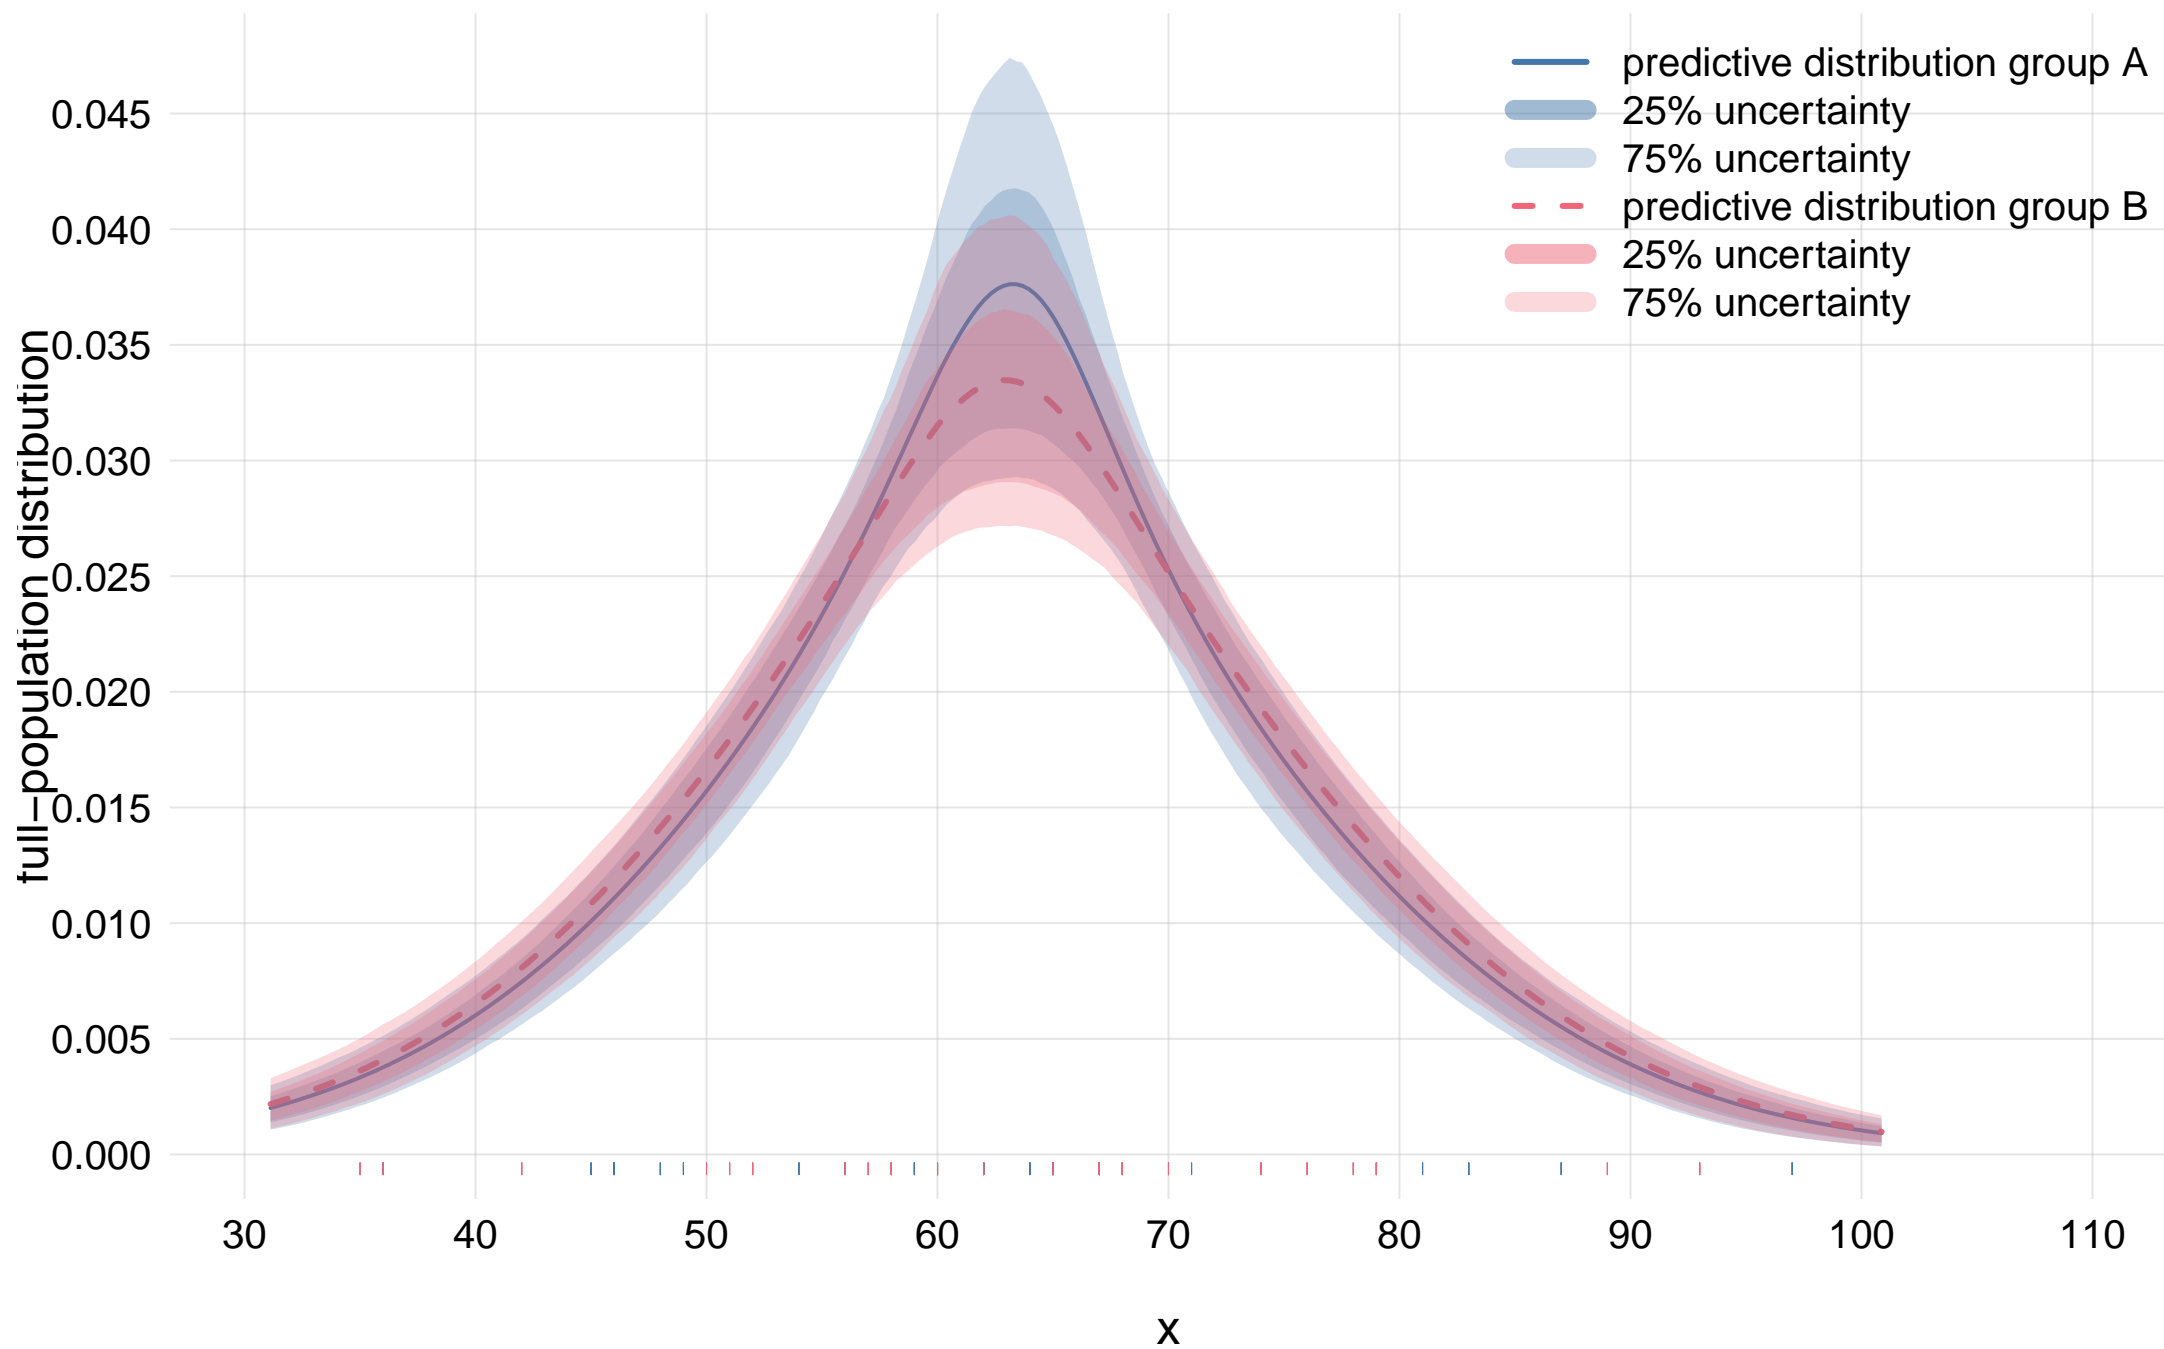 predictive distribution group A
25% uncertainty
75% uncertainty
predictive distribution group B
25% uncertainty
75% uncertainty
full–population distribution
0.045
0.040
0.035
0.030
0.025
0.020
0.015
0.010
0.005
0.000
30 40 50 60 70 80 90 100 110
x